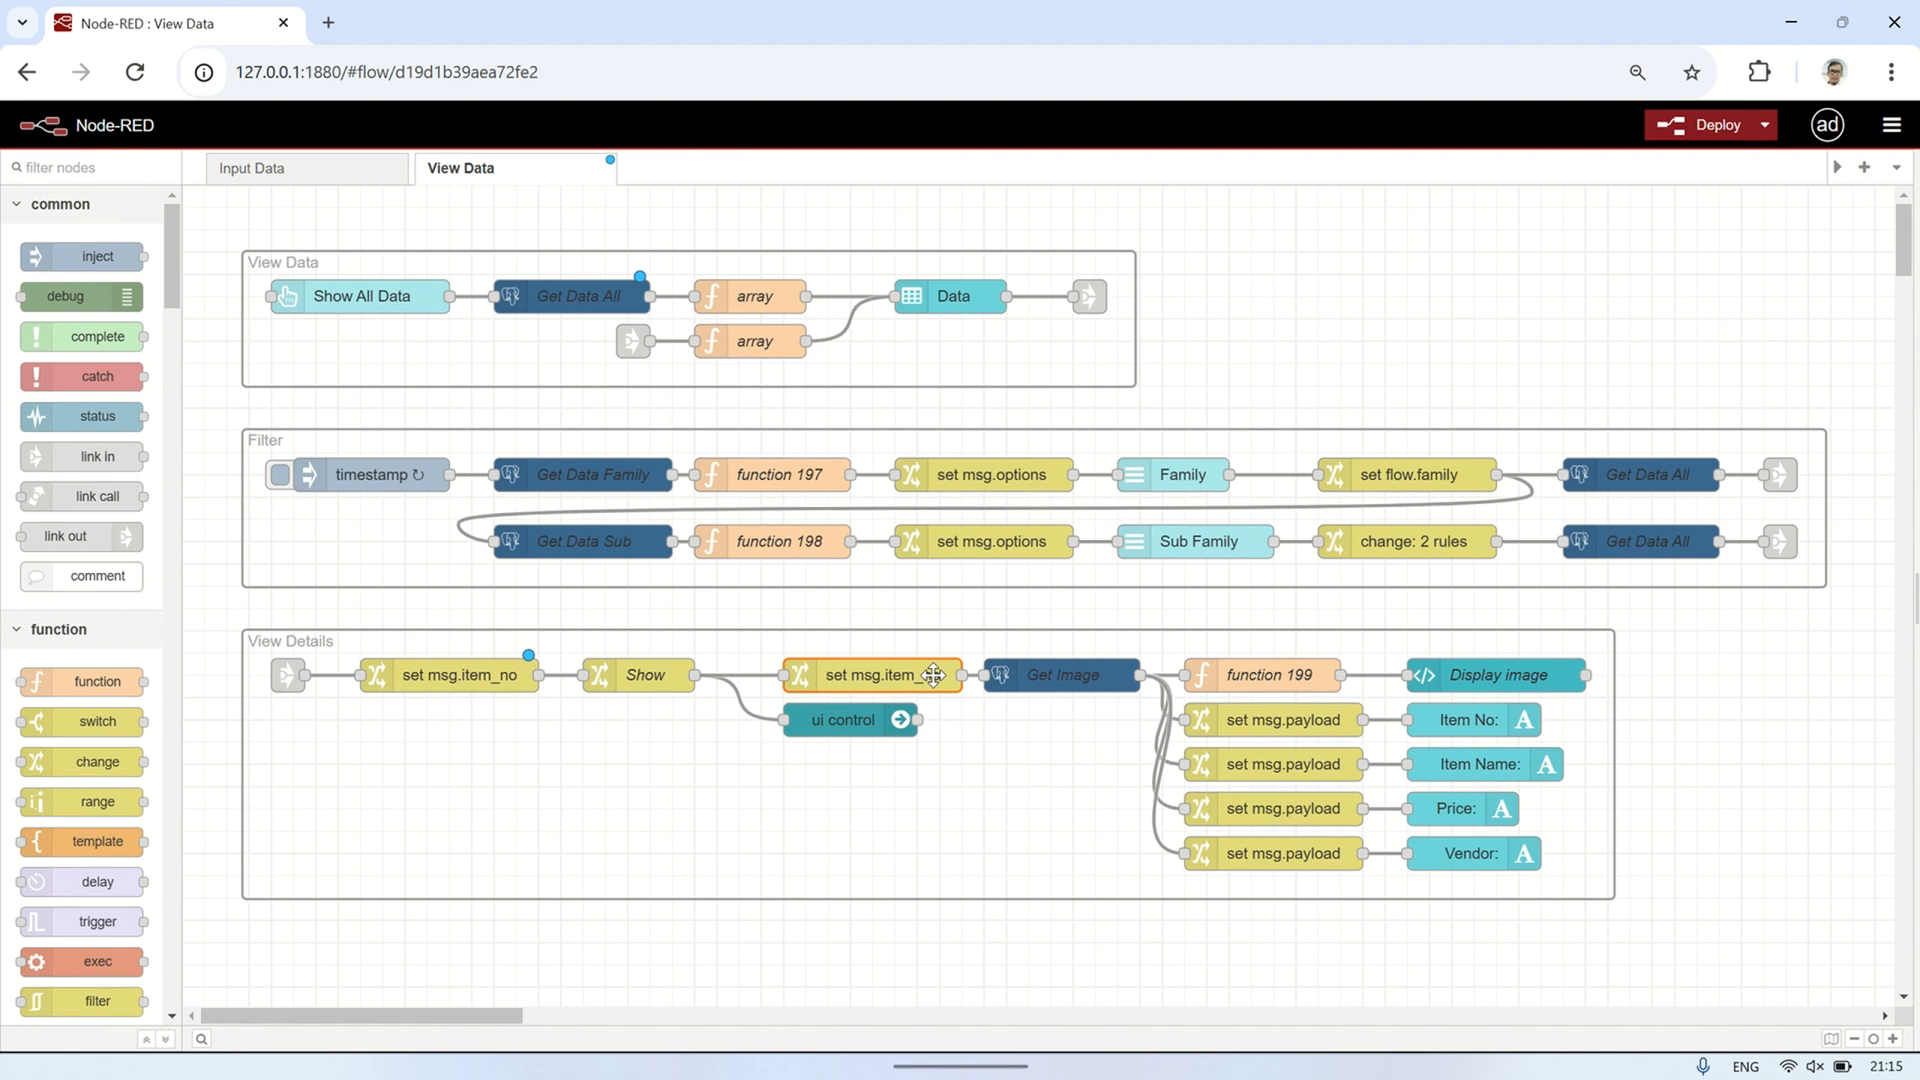 Node-RED : View Data
127.0.0.1:1880/#flow/d19d1b39aea72fe2
Node-RED
Deploy
ad
filter nodes
Input Data
View Data
common
inject
debug
complete
catch
status
link in
link call
link out
comment
function
function
switch
change
range
template
delay
trigger
exec
filter
View Data
Show All Data
Get Data All
array
Data
array
Filter
timestamp ↻
Get Data Family
function 197
set msg.options
Family
set flow.family
Get Data All
Get Data Sub
function 198
set msg.options
Sub Family
change: 2 rules
Get Data All
View Details
set msg.item_no
Show
set msg.item_
Get Image
function 199
Display image
ui control
set msg.payload
Item No:
A
set msg.payload
Item Name:
A
set msg.payload
Price:
A
set msg.payload
Vendor:
A
ENG
21:15